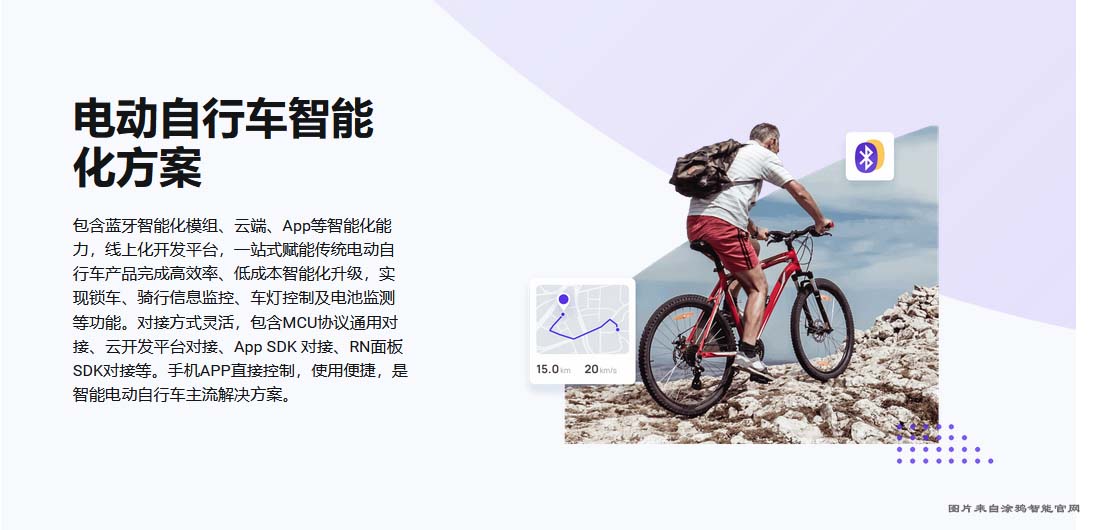 电动自行车智能
化方案
包含蓝牙智能化模组、云端、App等智能化能
力，线上化开发平台，一站式赋能传统电动自
行车产品完成高效率、低成本智能化升级，实
现锁车、骑行信息监控、车灯控制及电池监测
等功能。对接方式灵活，包含MCU协议通用对
接、云开发平台对接、App SDK 对接、RN面板
SDK对接等。手机APP直接控制，使用便捷，是
智能电动自行车主流解决方案。
15.0km 20km/s
图片来自涂鸦智能官网